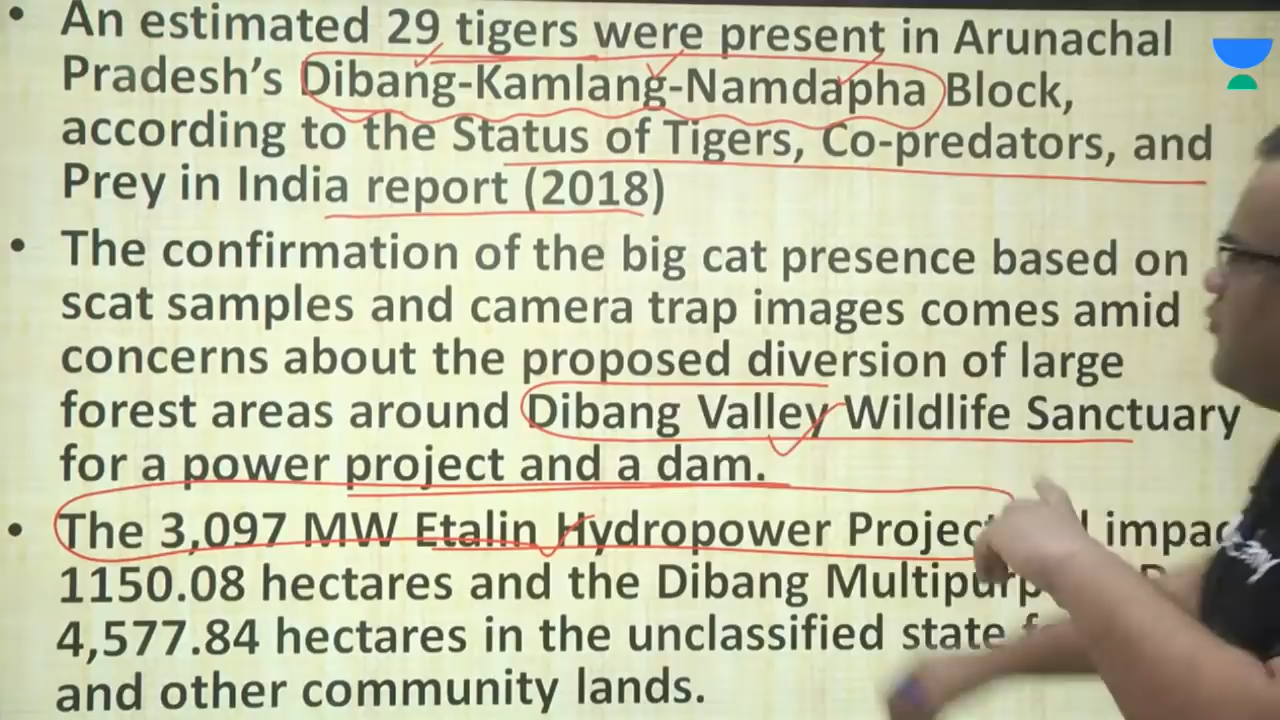 • An estimated 29 tigers were present in Arunachal
Pradesh’s Dibang-Kamlang-Namdapha Block,
according to the Status of Tigers, Co-predators, and
Prey in India report (2018)
• The confirmation of the big cat presence based on
scat samples and camera trap images comes amid
concerns about the proposed diversion of large
forest areas around Dibang Valley Wildlife Sanctuary
for a power project and a dam.
• The 3,097 MW Etalin Hydropower Project
1150.08 hectares and the Dibang
4,577.84 hectares in the unclassified state
and other community lands.